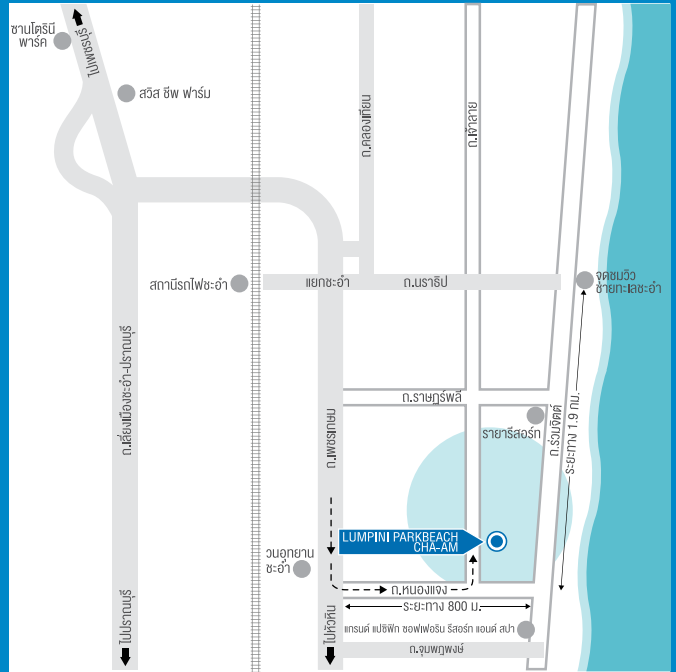 ซานโตรินี
พาร์ค
ไปเพชรบุรี
สวิส ชีพ ฟาร์ม
ถ.คลองเทียน
ถ.เจ้าลาย
สถานีรถไฟชะอำ
แยกชะอำ
ถ.นราธิป
จุดชมวิว
ชายทะเลชะอำ
ถ.เลี่ยงเมืองชะอำ-ปราณบุรี
ถ.เพชรเกษม
ถ.ราษฎร์พลี
รายารีสอร์ท
ถ.ร่วมจิตต์
ระยะทาง 1.9 กม.
LUMPINI PARKBEACH
CHA-AM
วนอุทยาน
ชะอำ
ถ.หนองแจง
ระยะทาง 800 ม.
ไปปราณบุรี
ไปหัวหิน
แกรนด์ แปซิฟิก ซอฟเฟอริน รีสอร์ท แอนด์ สปา
ถ.จุมพฎพงษ์